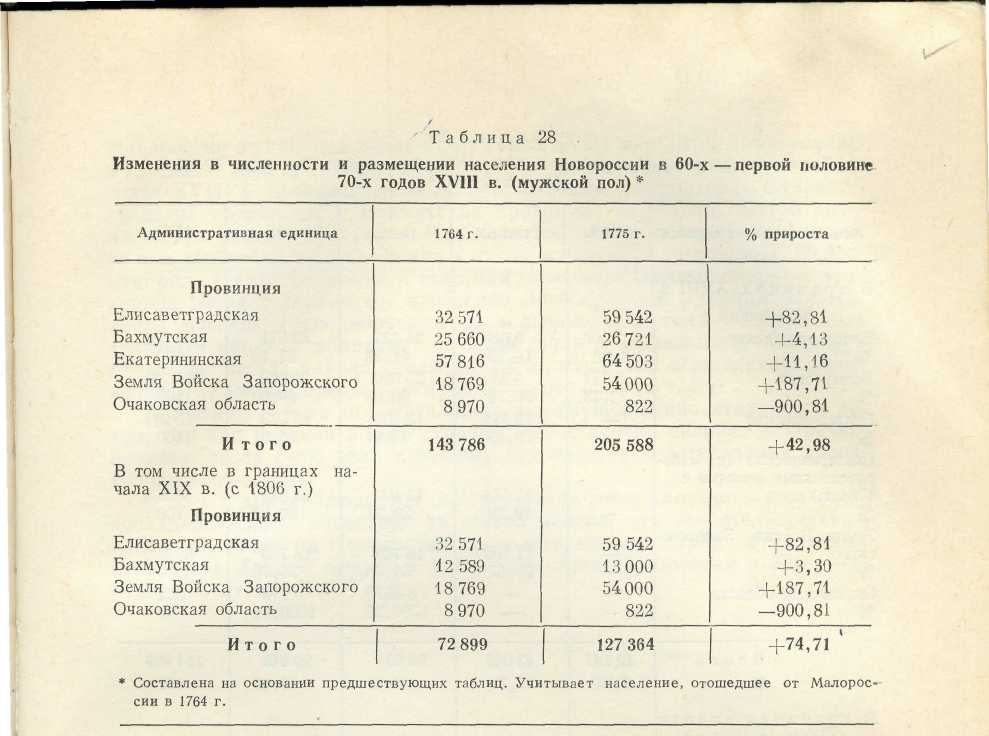 Таблица 28
Изменения в численности и размещении населения Новороссии в 60-х — первой половине
70-х годов XVIII в. (мужской пол) *
Административная единица 1764 г. 1775 г. % прироста
Провинция
Елисаветградская 32 571 59 542 +82,81
Бахмутская 25 660 26 721 +4,13
Екатерининская 57 816 64 503 +11,16
Земля Войска Запорожского 18 769 54 000 +187,71
Очаковская область 8 970 822 —900,81
Итого 143 786 205 588 +42,98
В том числе в границах на-
чала XIX в. (с 1806 г.)
Провинция
Елисаветградская 32 571 59 542 +82,81
Бахмутская 12 589 13 000 +3,30
Земля Войска Запорожского 18 769 54 000 +187,71
Очаковская область 8 970 822 —900,81
Итого 72 899 127 364 +74,71
* Составлена на основании предшествующих таблиц. Учитывает население, отошедшее от Малорос-
сии в 1764 г.